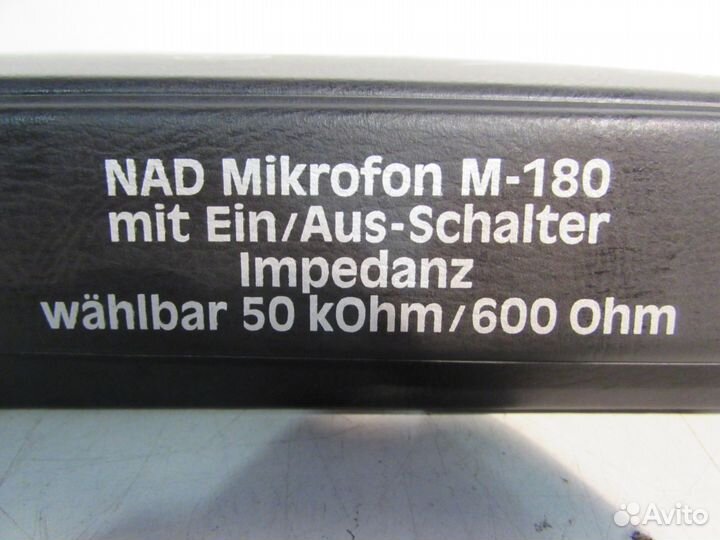 NAD Mikrofon M-180
mit Ein/Aus-Schalter
Impedanz
wählbar 50 kOhm/600 Ohm
Avito